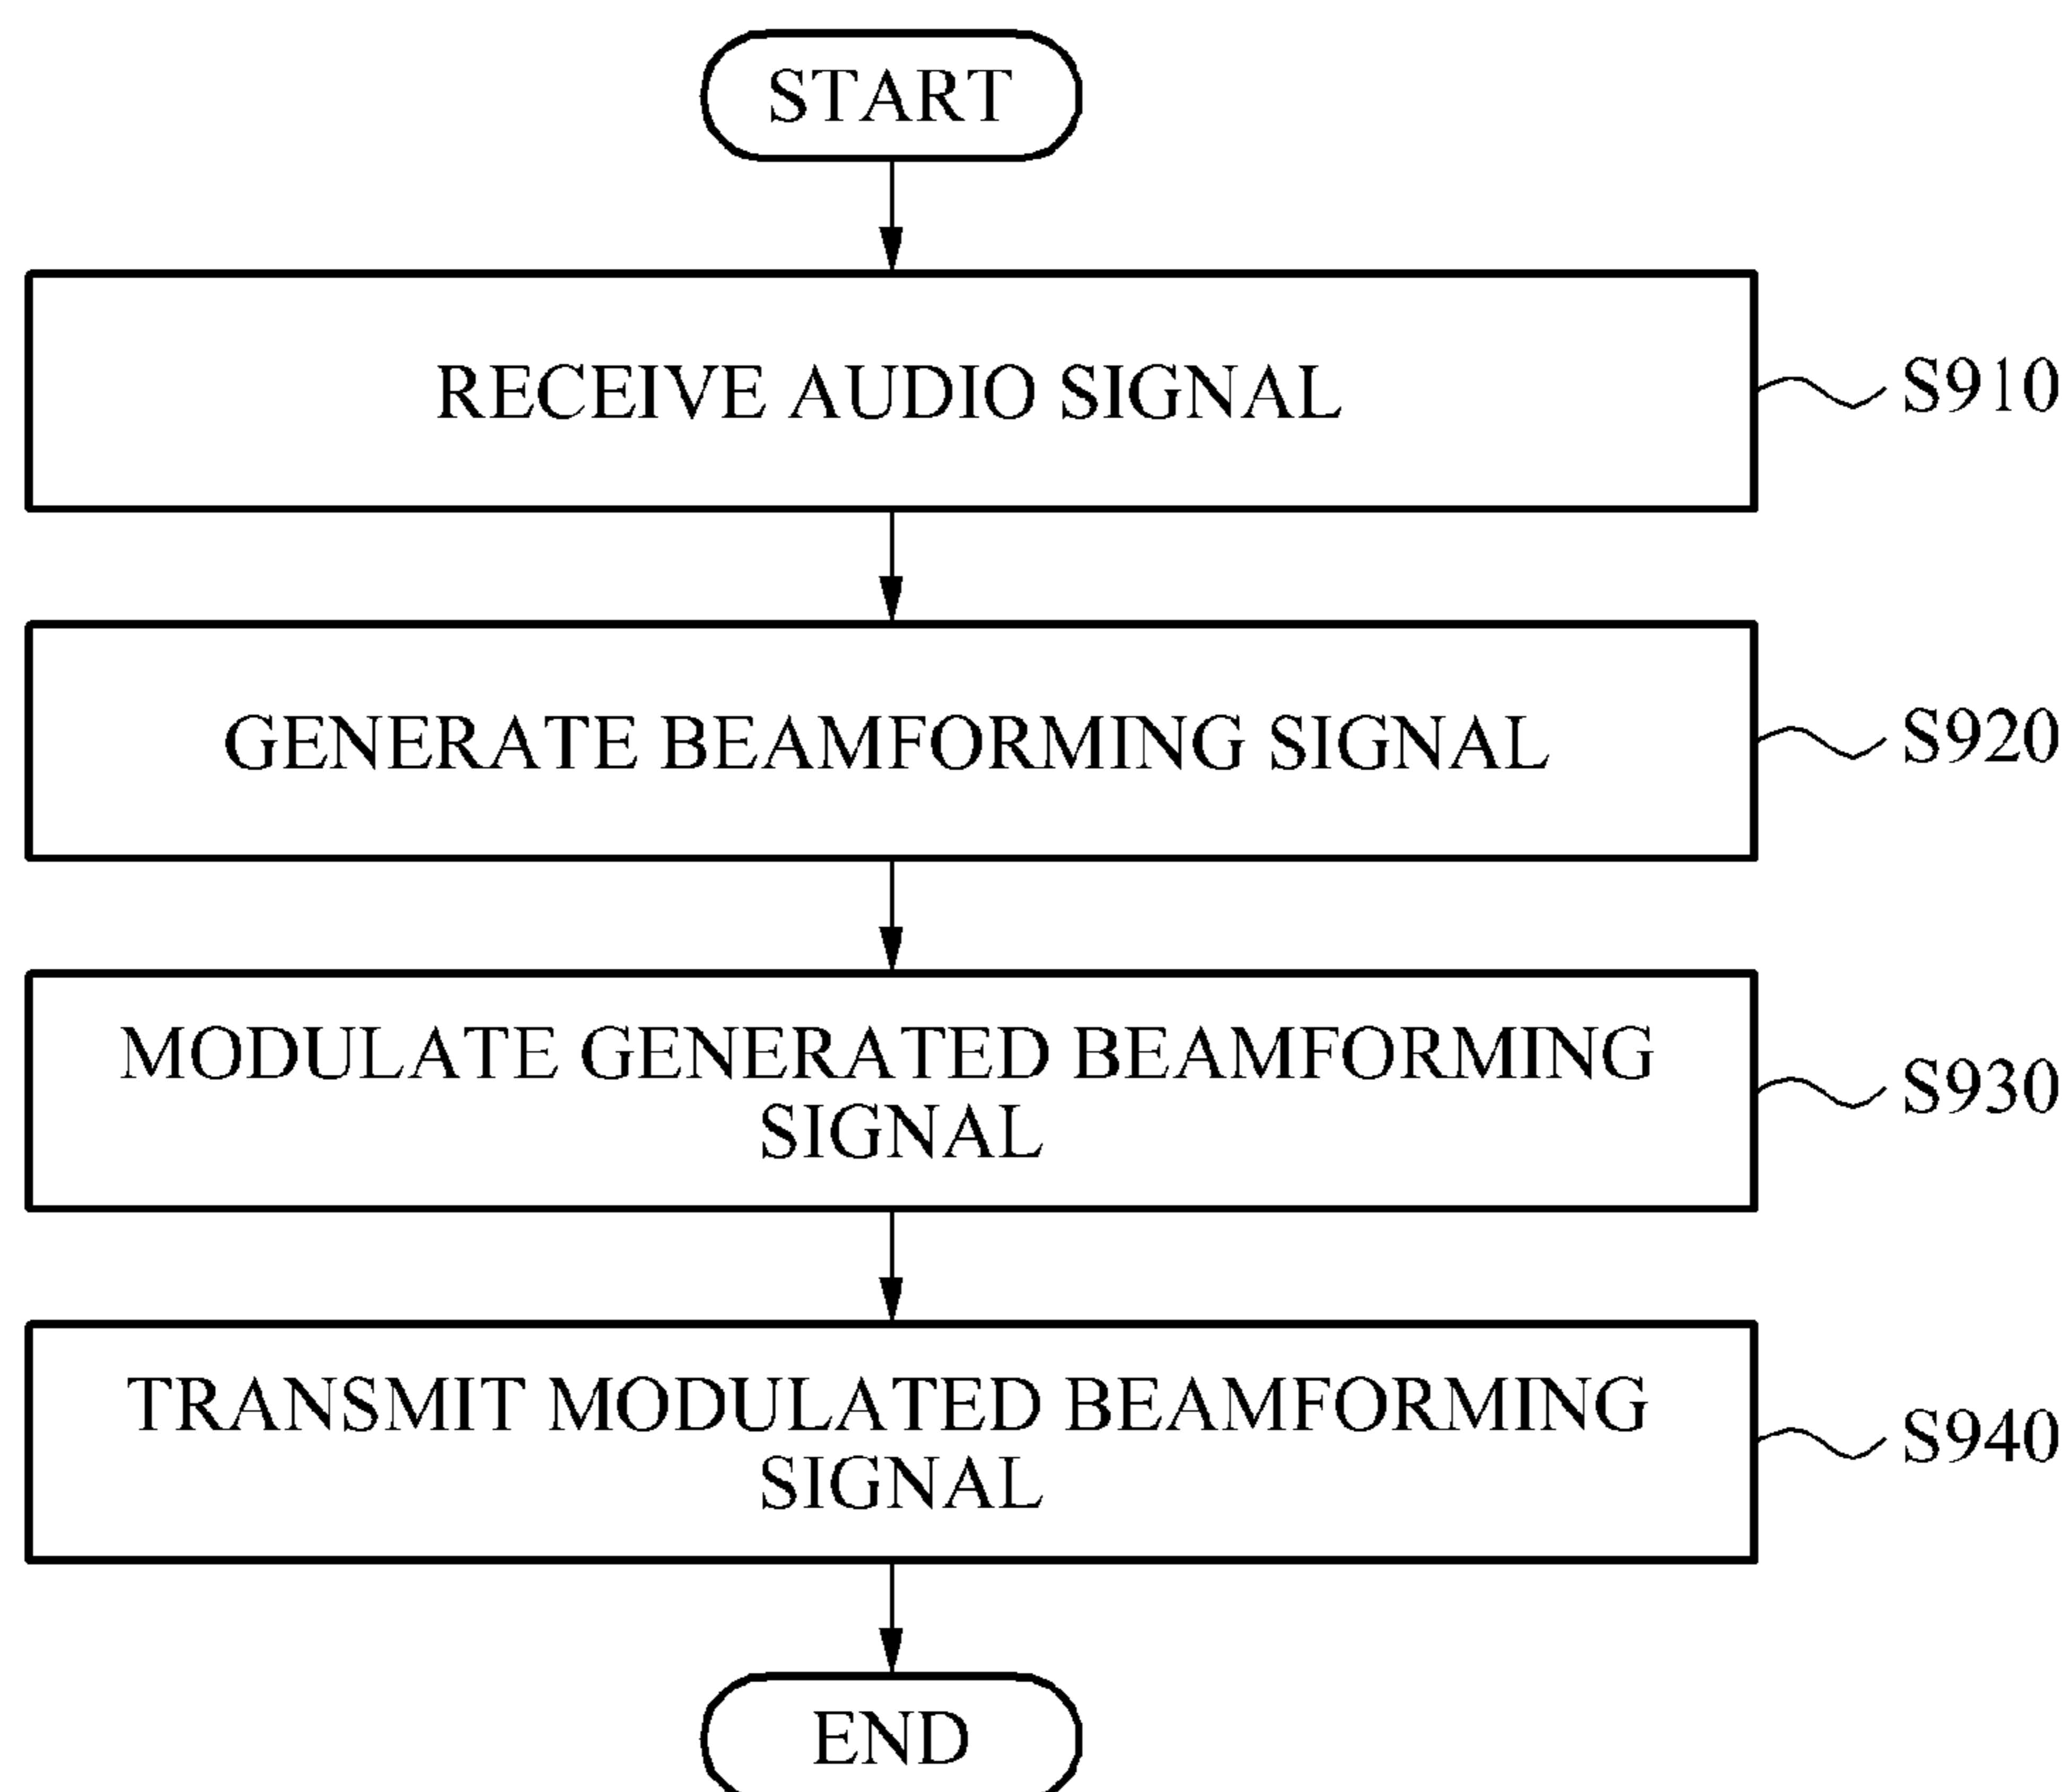 START
RECEIVE AUDIO SIGNAL
S910
GENERATE BEAMFORMING SIGNAL
S920
MODULATE GENERATED BEAMFORMING
SIGNAL
S930
TRANSMIT MODULATED BEAMFORMING
SIGNAL
S940
END